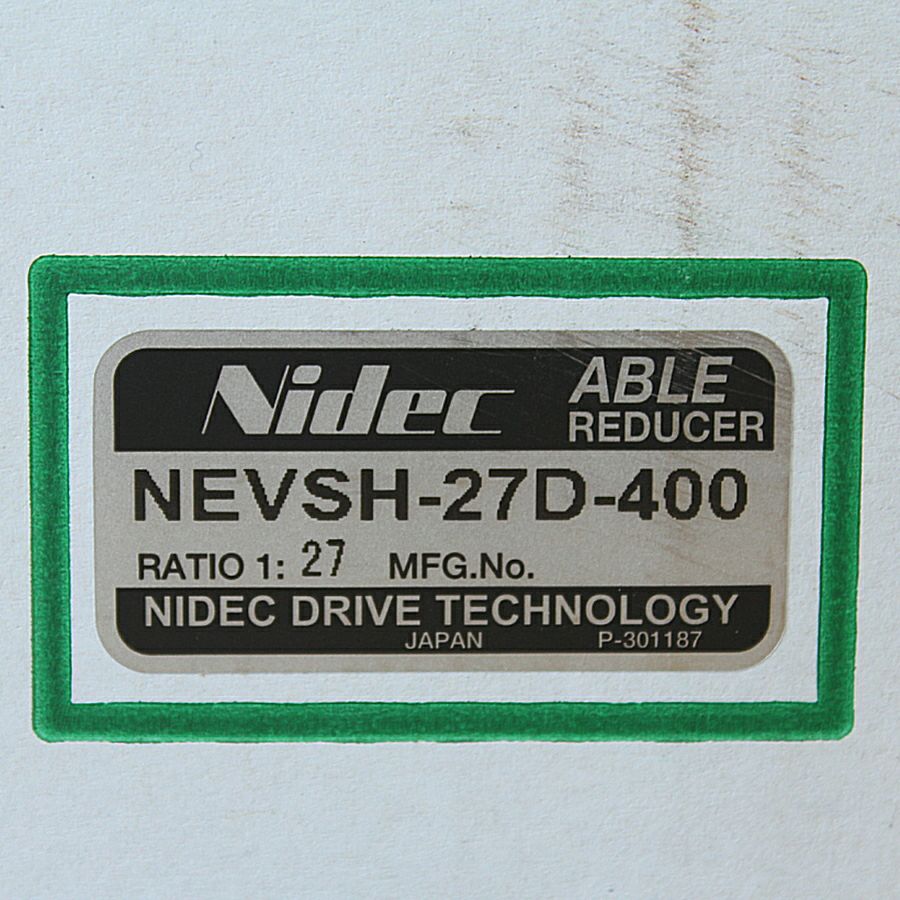 Nidec ABLE
REDUCER
NEVSH-27D-400
RATIO 1: 27 MFG.No.
NIDEC DRIVE TECHNOLOGY
JAPAN P-301187